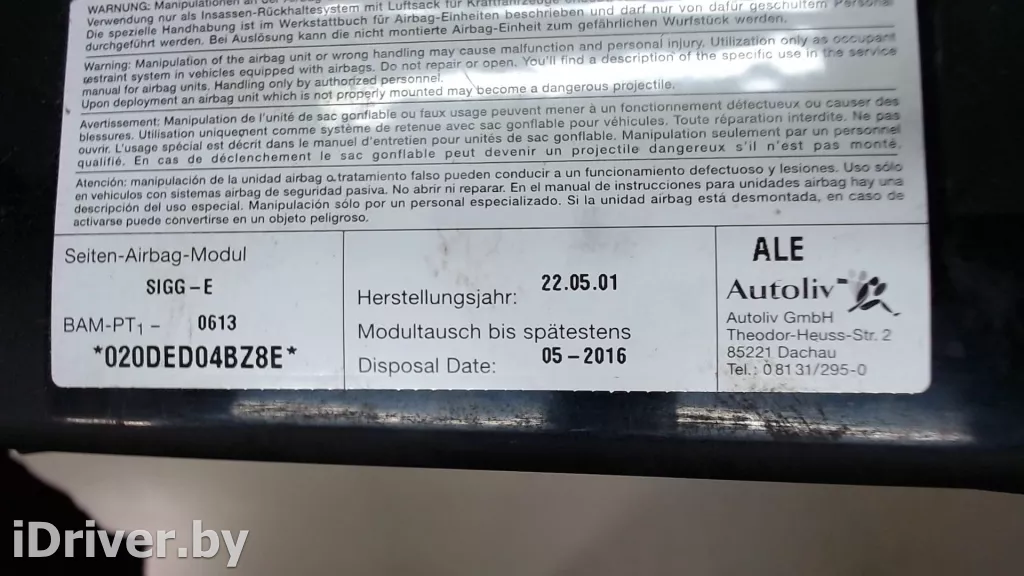 WARNUNG: Manipulationen an der Airbag
Verwendung nur als Insassen-Rückhaltesystem mit Luftsack für Kraftfahrzeuge
Die spezielle Handhabung ist im Werkstattbuch für Airbag-Einheiten beschrieben und darf nur von dafür geschultem Personal
durchgeführt werden. Bei Auslösung kann die nicht montierte Airbag-Einheit zum gefährlichen Wurfstück werden.
Warning: Manipulation of the airbag unit or wrong handling may cause malfunction and personal injury. Utilization only as occupant
restraint system in vehicles equipped with airbags. Do not repair or open. You'll find a description of the specific use in the service
manual for airbag units. Handling only by authorized personnel.
Upon deployment an airbag unit which is not properly mounted may become a dangerous projectile.
Avertissement: Manipulation de l'unité de sac gonflable ou faux usage peuvent mener à un fonctionnement défectueux ou causer des
blessures. Utilisation uniquement comme système de retenue avec sac gonflable pour véhicules. Toute réparation interdite. Ne pas
ouvrir. L'usage spécial est décrit dans le manuel d'entretien pour unités de sac gonflable. Manipulation seulement par un personnel
qualifié. En cas de déclenchement le sac gonflable peut devenir un projectile dangereux s'il n'est pas monté.
Atención: manipulación de la unidad airbag o tratamiento falso pueden conducir a un funcionamiento defectuoso y lesiones. Uso sólo
en vehículos con sistemas airbag de seguridad pasiva. No abrir ni reparar. En el manual de instrucciones para unidades airbag hay una
descripción del uso especial. Manipulación sólo por un personal especializado. Si la unidad airbag está desmontada, en caso de
activarse puede convertirse en un objeto peligroso.
Seiten-Airbag-Modul
SIGG-E
BAM-PT1 - 0613
*020DED04BZ8E*
Herstellungsjahr: 22.05.01
Modultausch bis spätestens
Disposal Date: 05-2016
ALE
Autoliv
Autoliv GmbH
Theodor-Heuss-Str. 2
85221 Dachau
Tel.: 0 81 31/295-0
iDriver.by